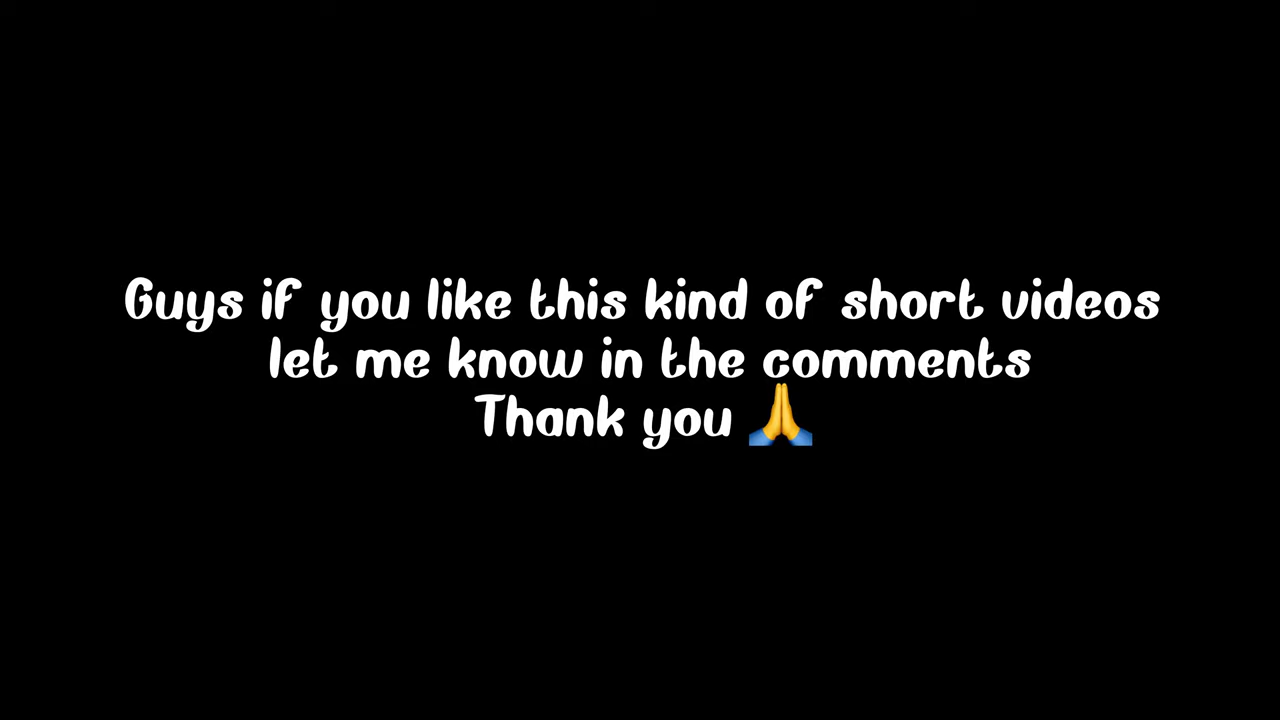 Guys if you like this kind of short videos
let me know in the comments
Thank you 🙏